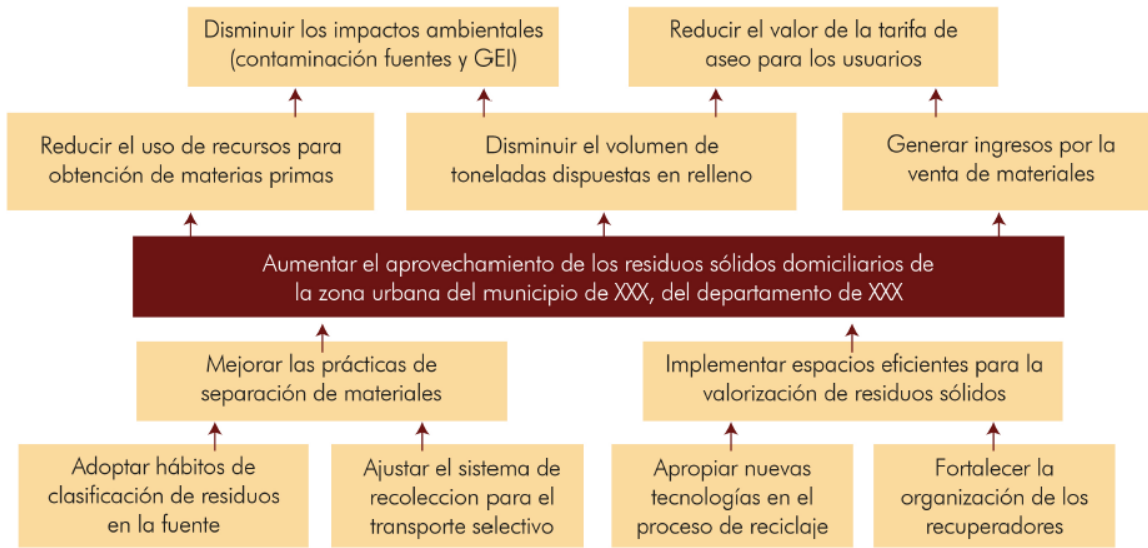 Disminuir los impactos ambientales
(contaminación fuentes y GEI)
Reducir el valor de la tarifa de
aseo para los usuarios
Reducir el uso de recursos para
obtención de materias primas
Disminuir el volumen de
toneladas dispuestas en relleno
Generar ingresos por la
venta de materiales
Aumentar el aprovechamiento de los residuos sólidos domiciliarios de
la zona urbana del municipio de XXX, del departamento de XXX
Mejorar las prácticas de
separación de materiales
Implementar espacios eficientes para la
valorización de residuos sólidos
Adoptar hábitos de
clasificación de residuos
en la fuente
Ajustar el sistema de
recoleccion para el
transporte selectivo
Apropiar nuevas
tecnologías en el
proceso de reciclaje
Fortalecer la
organización de los
recuperadores